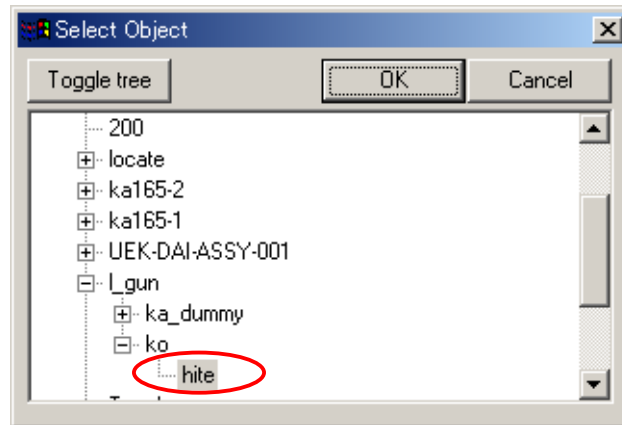 Select Object
Toggle tree OK Cancel
200
locate
ka165-2
ka165-1
UEK-DAI-ASSY-001
l_gun
ka_dummy
ko
hite